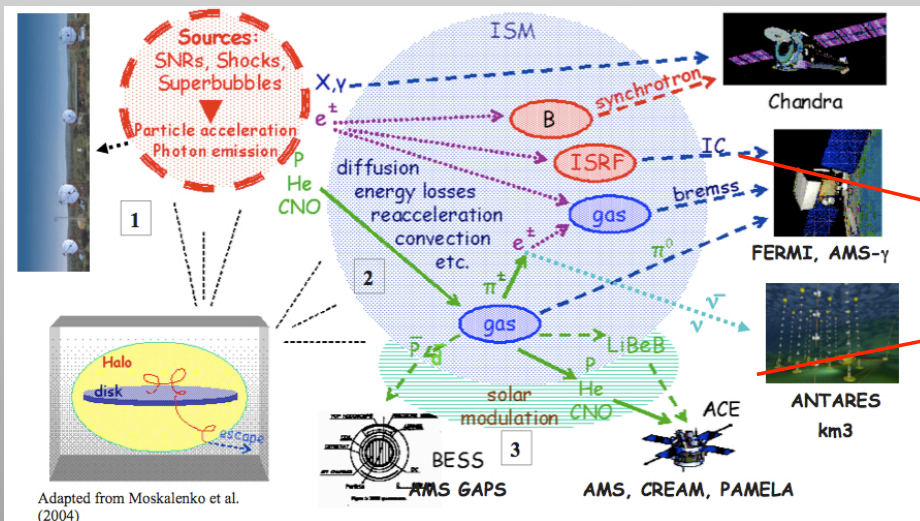 Sources:
SNRs, Shocks,
Superbubbles
Particle acceleration
Photon emission
1
ISM
X,γ
e±
P
He
CNO
B
synchrotron
Chandra
ISRF
IC
gas
bremss
FERMI, AMS-γ
diffusion
energy losses
reacceleration
convection
etc.
2
e±
π±
π⁰
gas
ν ν̄
ANTARES
km3
p̄
d
LiBeB
P
He
CNO
solar
modulation
3
ACE
BESS
AMS GAPS
AMS, CREAM, PAMELA
Halo
disk
escape
Adapted from Moskalenko et al.
(2004)